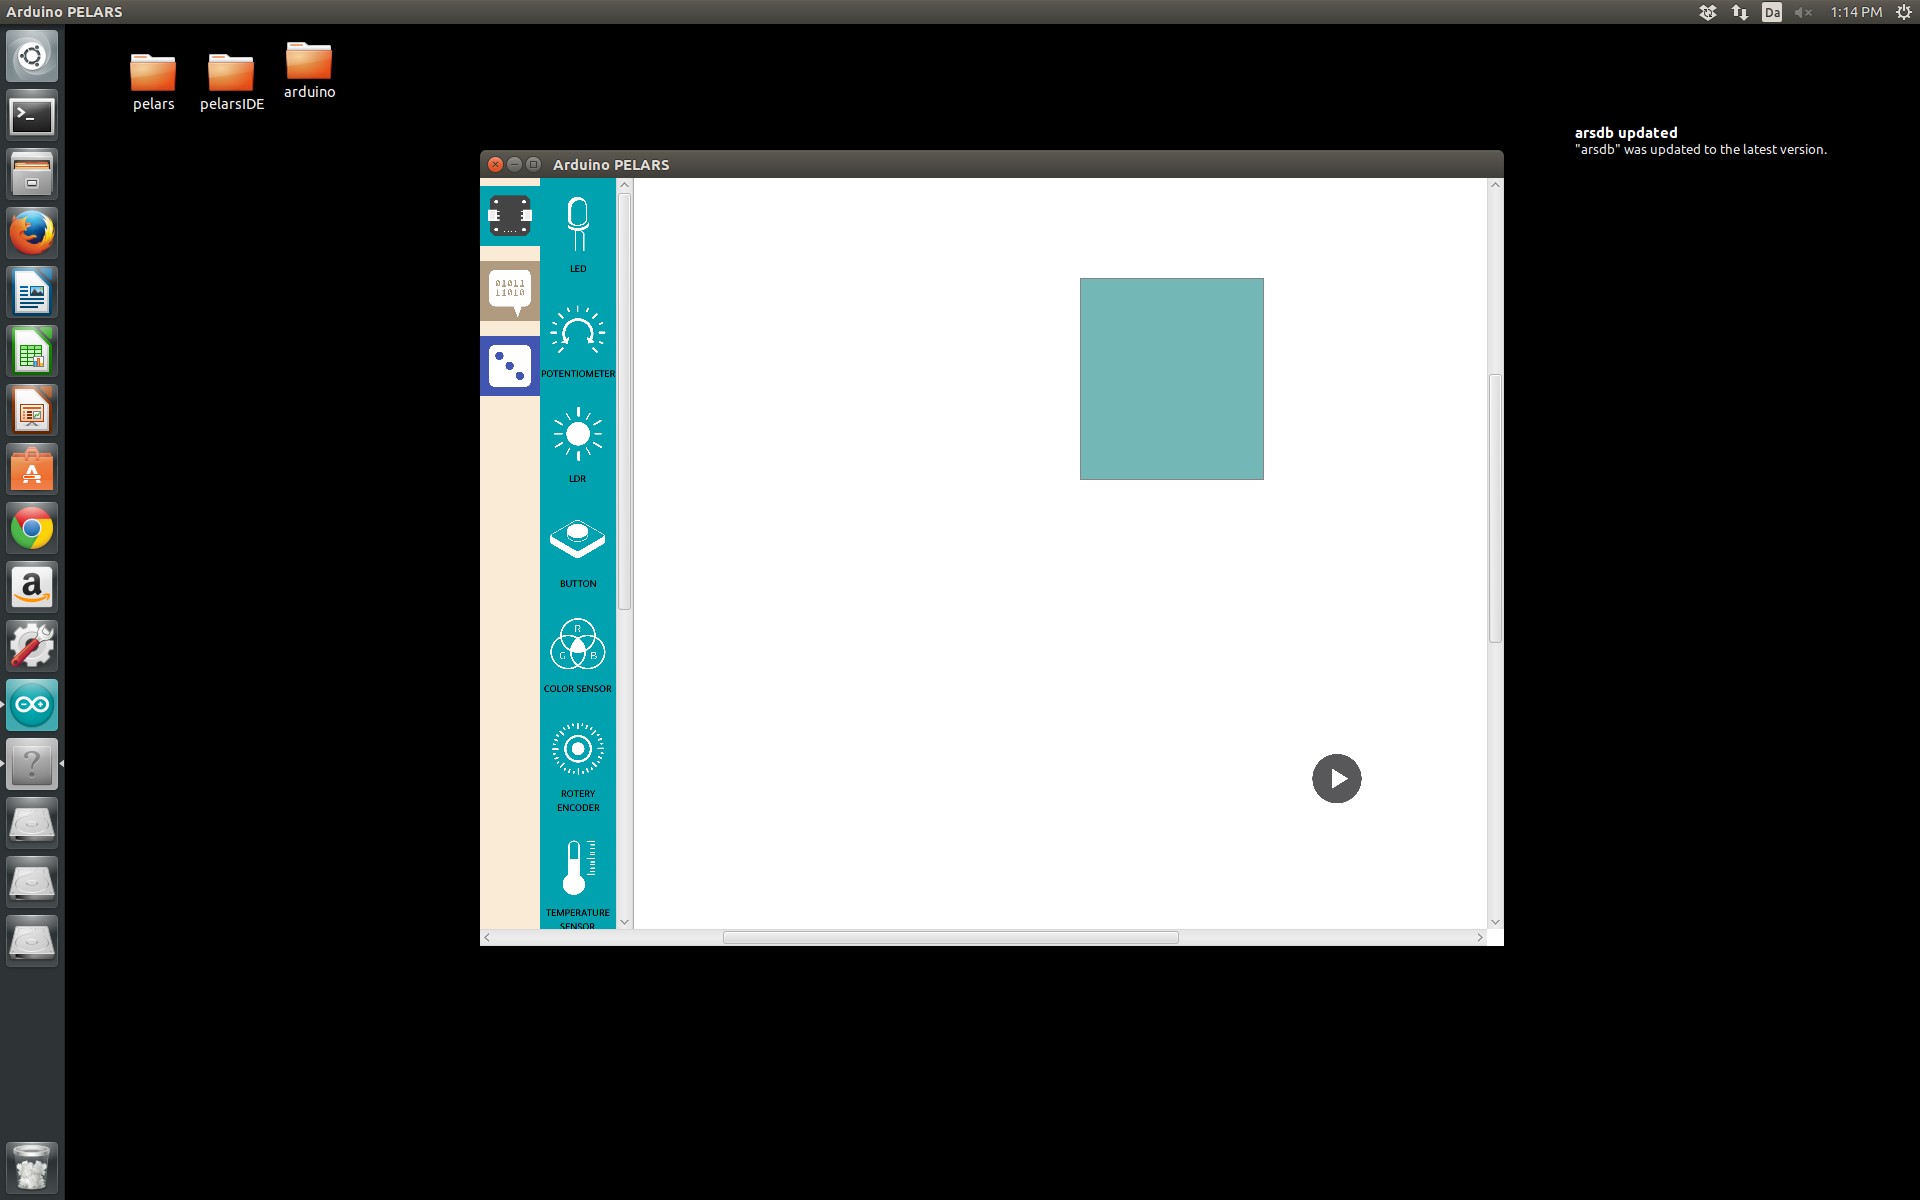 Arduino PELARS
Da
1:14 PM
pelars
pelarsIDE
arduino
arsdb updated
"arsdb" was updated to the latest version.
Arduino PELARS
01011
11010
LED
POTENTIOMETER
LDR
BUTTON
R
G B
COLOR SENSOR
ROTERY
ENCODER
TEMPERATURE
SENSOR